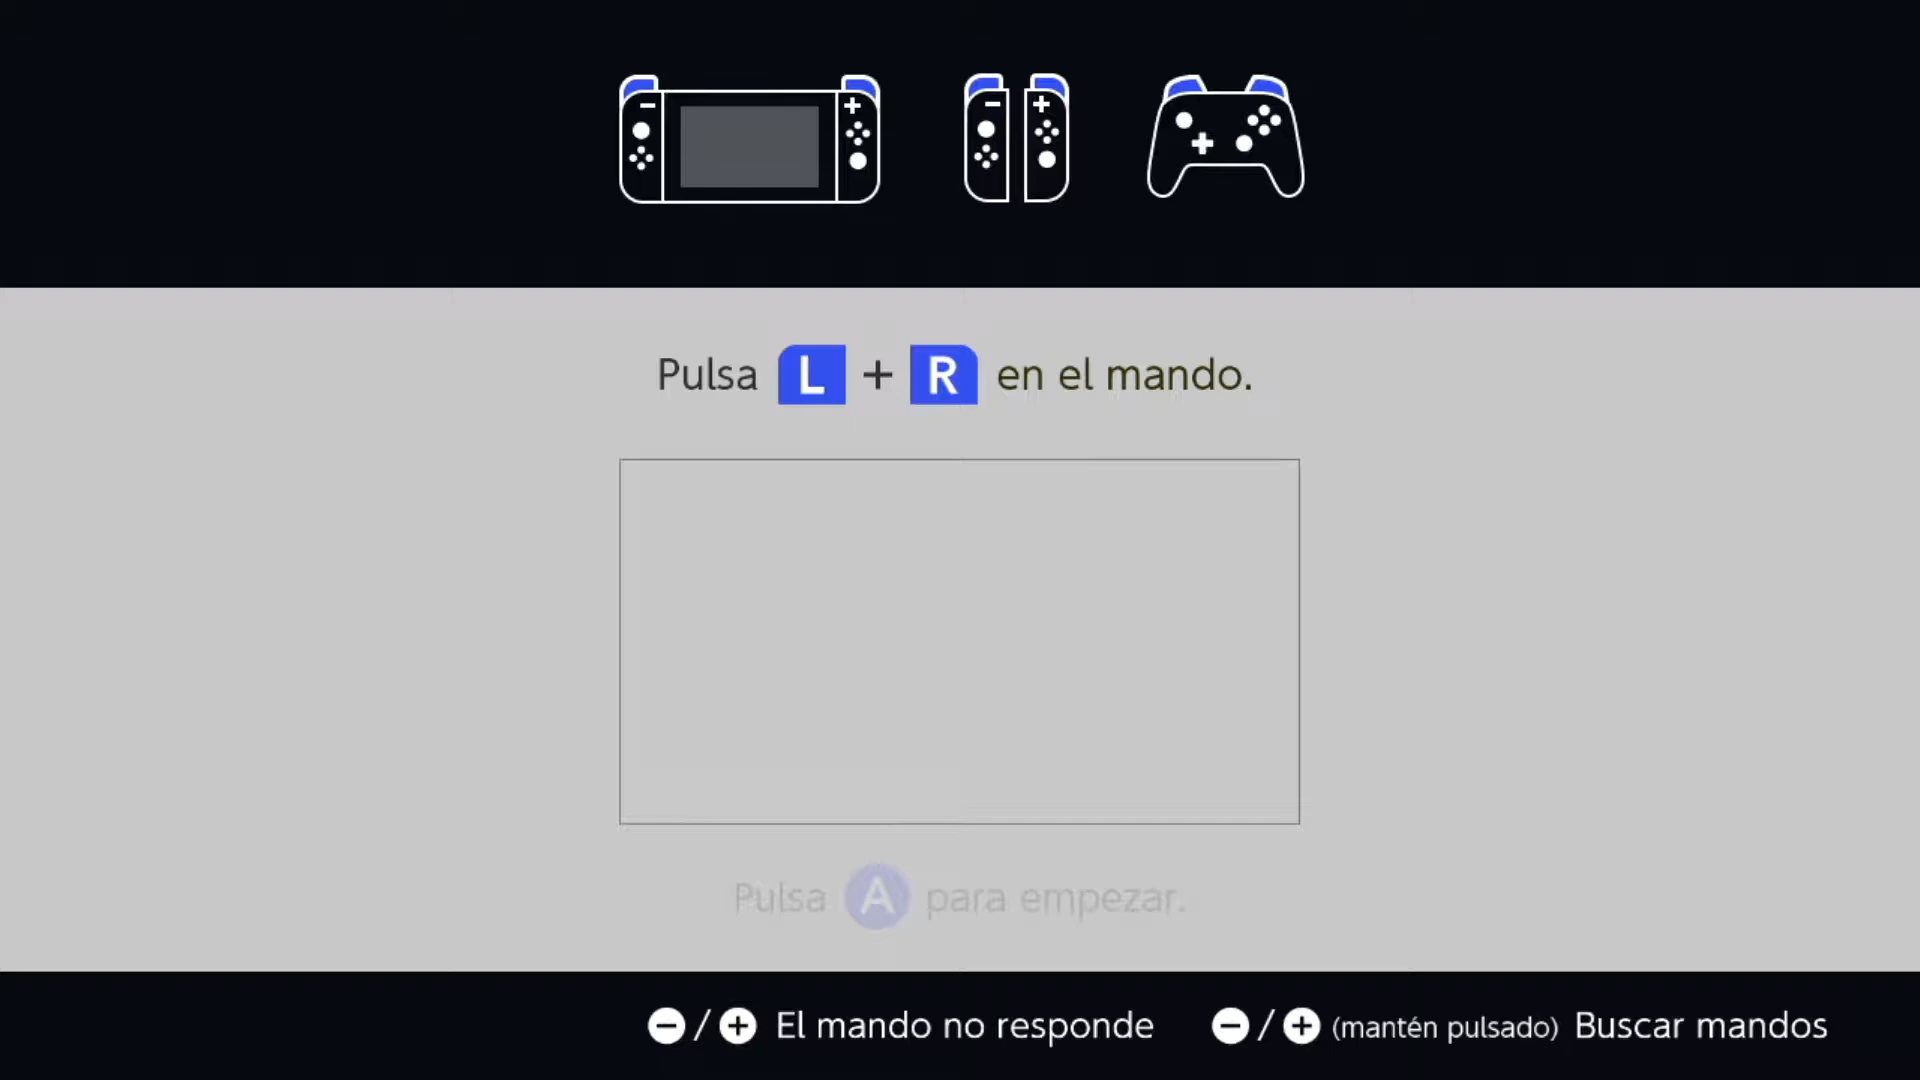 Pulsa L + R en el mando.
Pulsa A para empezar.
−/+ El mando no responde −/+ (mantén pulsado) Buscar mandos